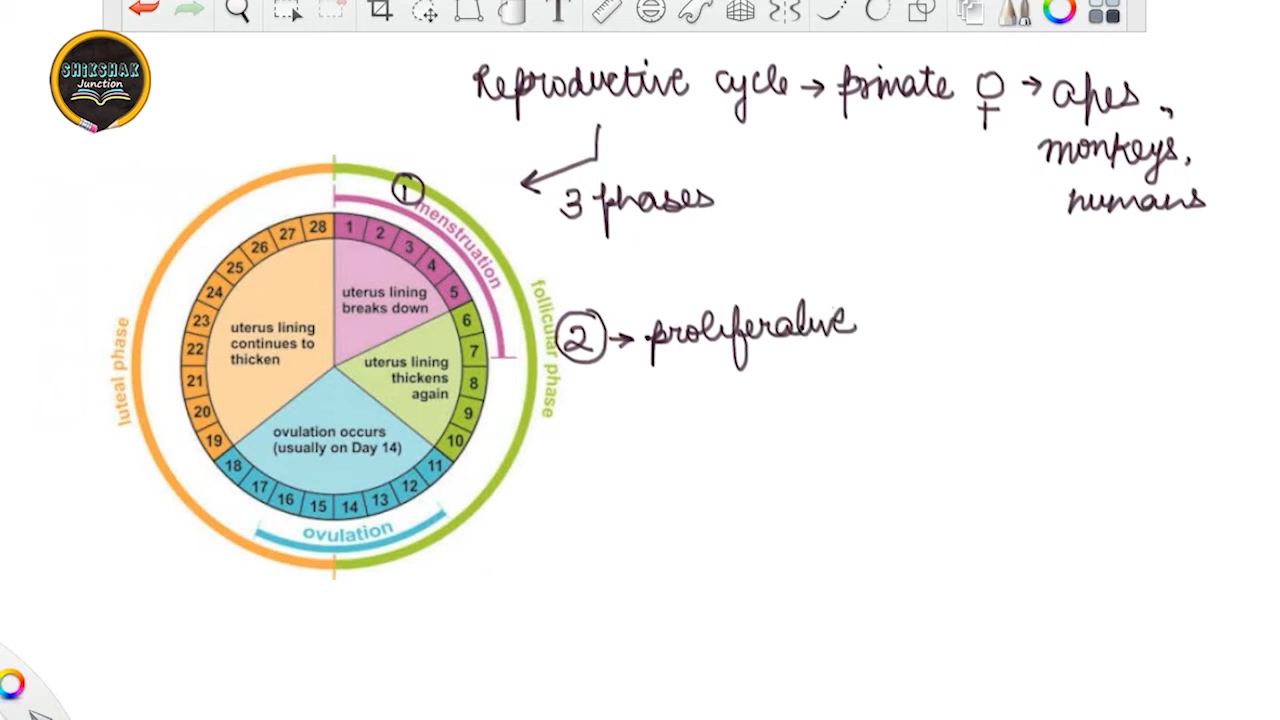 SHiKSHAK
Junction
Reproductive cycle → primate ♀ → apes,
monkeys,
humans
3 phases
①
menstruation
follicular phase
luteal phase
ovulation
1
2
3
4
5
6
7
8
9
10
11
12
13
14
15
16
17
18
19
20
21
22
23
24
25
26
27
28
uterus lining
breaks down
uterus lining
thickens
again
ovulation occurs
(usually on Day 14)
uterus lining
continues to
thicken
② → proliferative